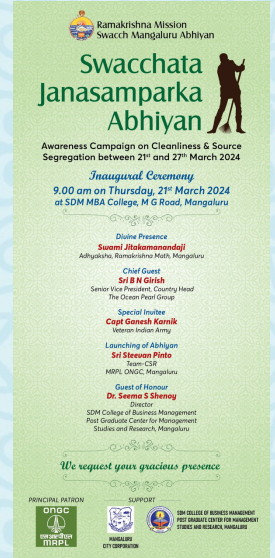 Ramakrishna Mission
Swacch Mangaluru Abhiyan
Swacchata
Janasamparka
Abhiyan
Awareness Campaign on Cleanliness & Source
Segregation between 21st and 27th March 2024
Inaugural Ceremony
9.00 am on Thursday, 21st March 2024
at SDM MBA College, M G Road, Mangaluru
Divine Presence
Swami Jitakamanandaji
Adhyaksha, Ramakrishna Math, Mangaluru
Chief Guest
Sri B N Girish
Senior Vice President, Country Head
The Ocean Pearl Group
Special Invitee
Capt Ganesh Karnik
Veteran Indian Army
Launching of Abhiyan
Sri Steevan Pinto
Team-CSR
MRPL ONGC, Mangaluru
Guest of Honour
Dr. Seema S Shenoy
Director
SDM College of Business Management
Post Graduate Center for Management
Studies and Research, Mangaluru
We request your gracious presence
PRINCIPAL PATRON
SUPPORT
ONGC
एमआरपीएल
MRPL
MANGALURU
CITY CORPORATION
SDM COLLEGE OF BUSINESS MANAGEMENT
POST GRADUATE CENTER FOR MANAGEMENT
STUDIES AND RESEARCH, MANGALURU